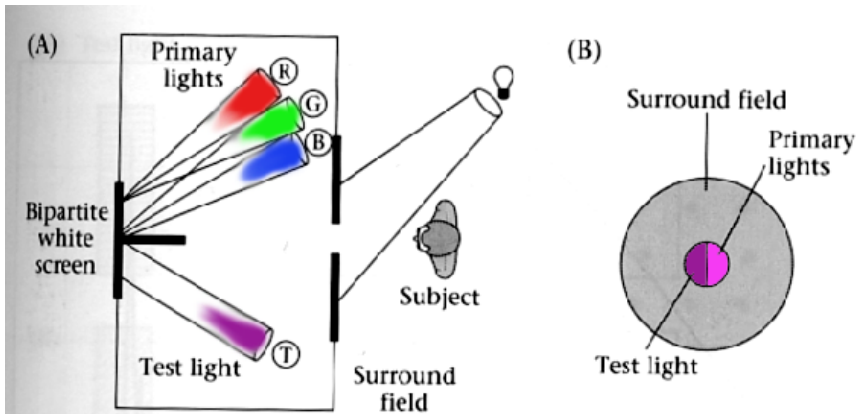 (A)
Primary
lights
R
G
B
Bipartite
white
screen
Test light
T
Subject
Surround
field
(B)
Surround field
Primary
lights
Test light